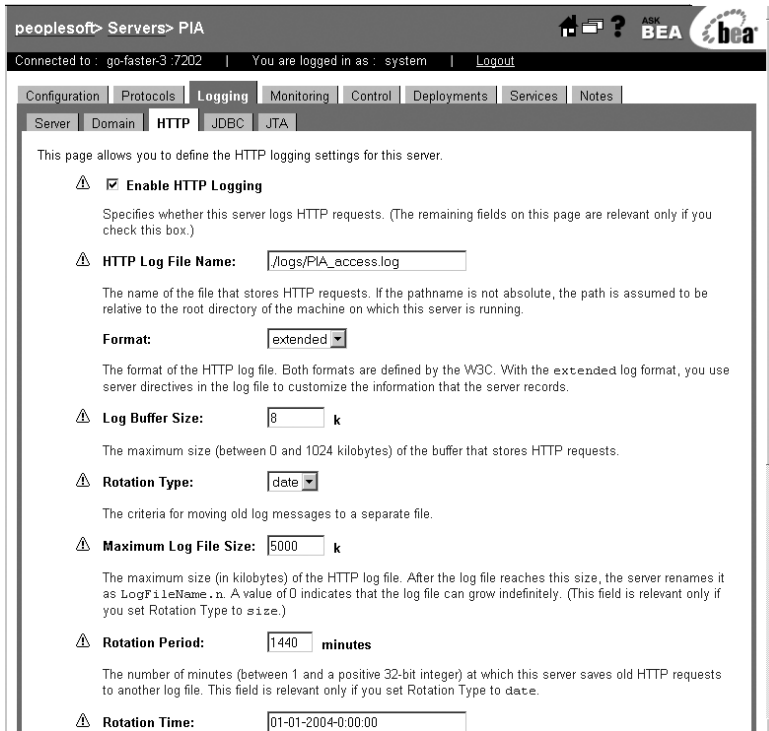 peoplesoft> Servers> PIA
? ASK BEA bea
Connected to : go-faster-3 :7202 | You are logged in as : system | Logout
Configuration Protocols Logging Monitoring Control Deployments Services Notes
Server Domain HTTP JDBC JTA
This page allows you to define the HTTP logging settings for this server.
Enable HTTP Logging
Specifies whether this server logs HTTP requests. (The remaining fields on this page are relevant only if you
check this box.)
HTTP Log File Name: ./logs/PIA_access.log
The name of the file that stores HTTP requests. If the pathname is not absolute, the path is assumed to be
relative to the root directory of the machine on which this server is running.
Format: extended
The format of the HTTP log file. Both formats are defined by the W3C. With the extended log format, you use
server directives in the log file to customize the information that the server records.
Log Buffer Size: 8 k
The maximum size (between 0 and 1024 kilobytes) of the buffer that stores HTTP requests.
Rotation Type: date
The criteria for moving old log messages to a separate file.
Maximum Log File Size: 5000 k
The maximum size (in kilobytes) of the HTTP log file. After the log file reaches this size, the server renames it
as LogFileName.n. A value of 0 indicates that the log file can grow indefinitely. (This field is relevant only if
you set Rotation Type to size.)
Rotation Period: 1440 minutes
The number of minutes (between 1 and a positive 32-bit integer) at which this server saves old HTTP requests
to another log file. This field is relevant only if you set Rotation Type to date.
Rotation Time: 01-01-2004-0:00:00